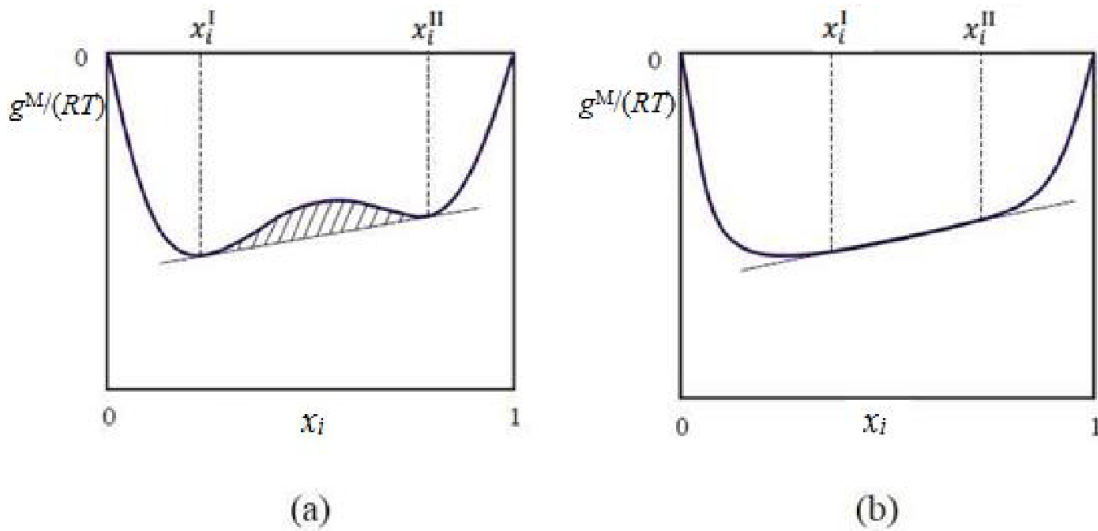 x_i^I x_i^II
0
g^M/(RT)
0 1
x_i
(a)
x_i^I x_i^II
0
g^M/(RT)
0 1
x_i
(b)